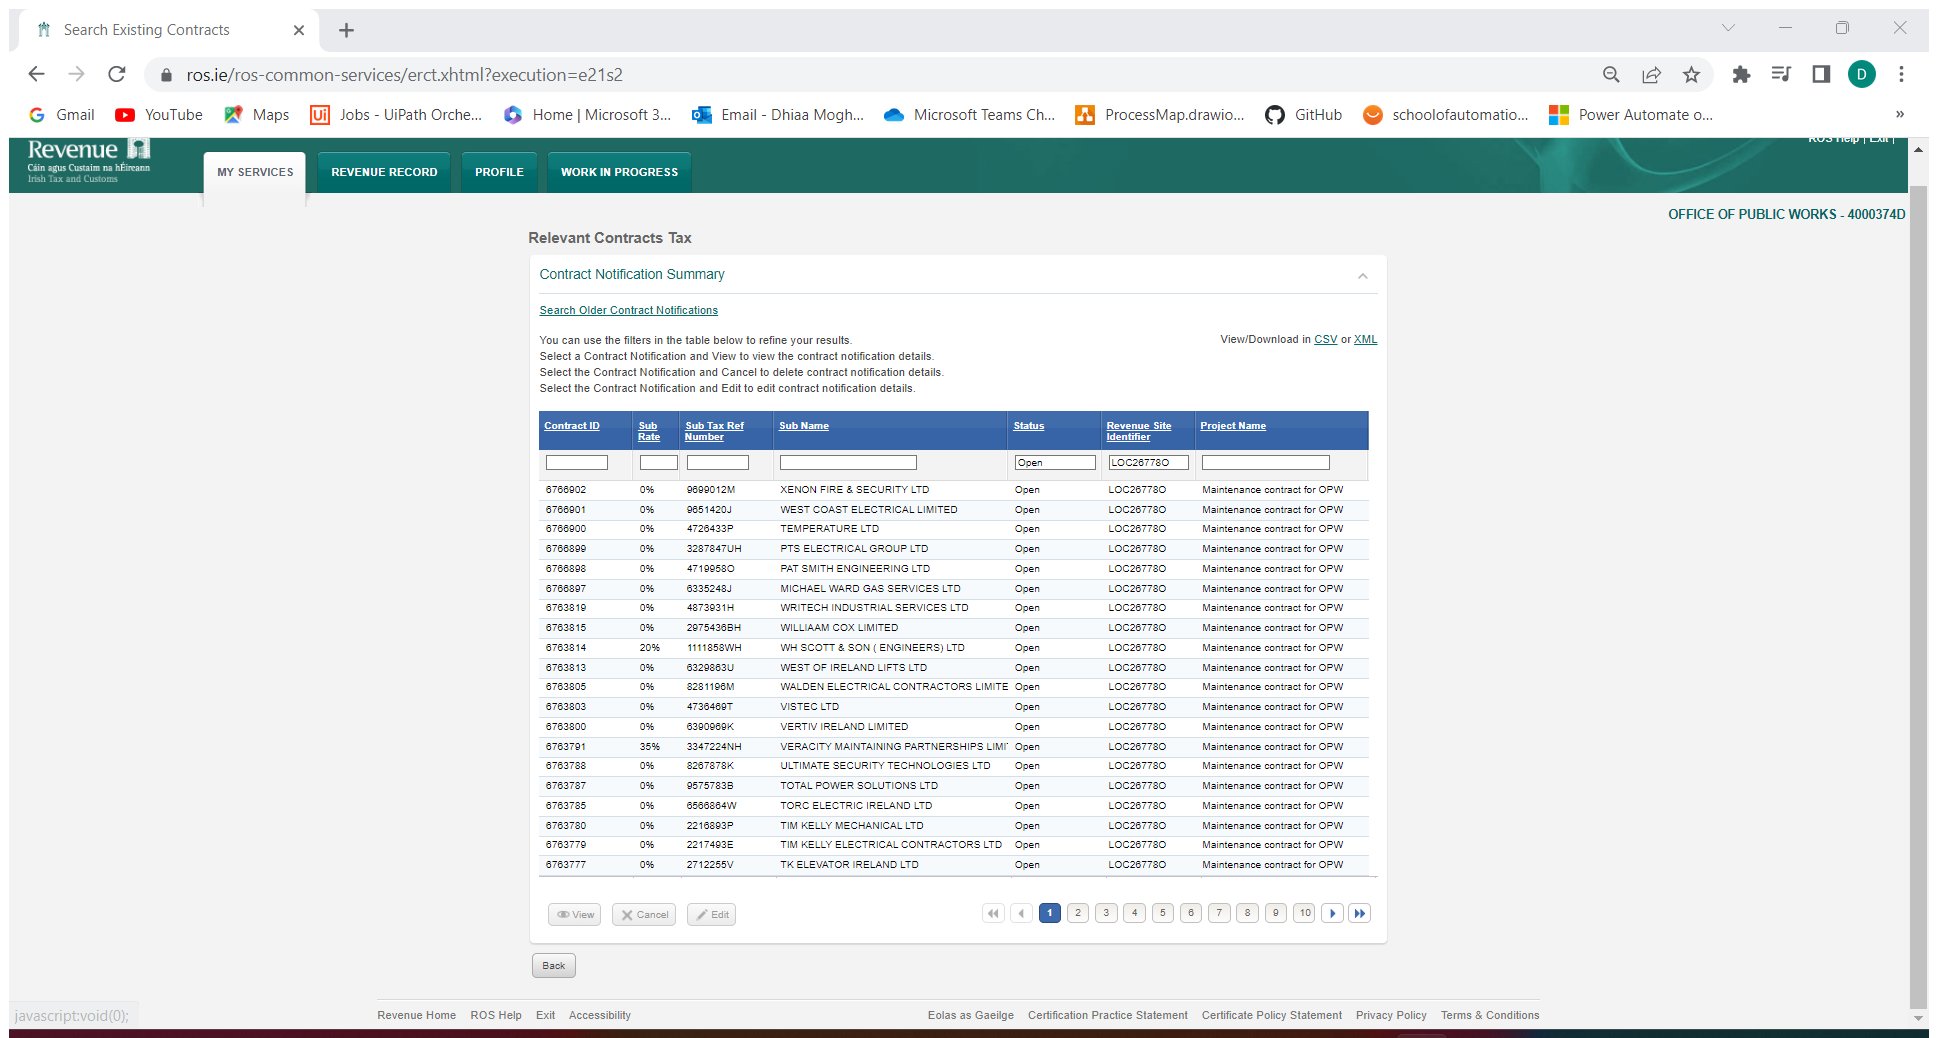 Search Existing Contracts
ros.ie/ros-common-services/erct.xhtml?execution=e21s2
D
Gmail YouTube Maps Jobs - UiPath Orche... Home | Microsoft 3... Email - Dhiaa Mogh... Microsoft Teams Ch... ProcessMap.drawio... GitHub schoolofautomatio... Power Automate o... »
ROS Help | Exit |
Revenue
Cáin agus Custaim na hÉireann
Irish Tax and Customs
MY SERVICES REVENUE RECORD PROFILE WORK IN PROGRESS
OFFICE OF PUBLIC WORKS - 4000374D
Relevant Contracts Tax
Contract Notification Summary
Search Older Contract Notifications
You can use the filters in the table below to refine your results.
View/Download in CSV or XML
Select a Contract Notification and View to view the contract notification details.
Select the Contract Notification and Cancel to delete contract notification details.
Select the Contract Notification and Edit to edit contract notification details.
Contract ID Sub Rate Sub Tax Ref Number Sub Name Status Revenue Site Identifier Project Name
Open LOC26778O
6766902 0% 9699012M XENON FIRE & SECURITY LTD Open LOC26778O Maintenance contract for OPW
6766901 0% 9651420J WEST COAST ELECTRICAL LIMITED Open LOC26778O Maintenance contract for OPW
6766900 0% 4726433P TEMPERATURE LTD Open LOC26778O Maintenance contract for OPW
6766899 0% 3287847UH PTS ELECTRICAL GROUP LTD Open LOC26778O Maintenance contract for OPW
6766898 0% 4719958O PAT SMITH ENGINEERING LTD Open LOC26778O Maintenance contract for OPW
6766897 0% 6335248J MICHAEL WARD GAS SERVICES LTD Open LOC26778O Maintenance contract for OPW
6763819 0% 4873931H WRITECH INDUSTRIAL SERVICES LTD Open LOC26778O Maintenance contract for OPW
6763815 0% 2975436BH WILLIAAM COX LIMITED Open LOC26778O Maintenance contract for OPW
6763814 20% 1111858WH WH SCOTT & SON ( ENGINEERS) LTD Open LOC26778O Maintenance contract for OPW
6763813 0% 6329863U WEST OF IRELAND LIFTS LTD Open LOC26778O Maintenance contract for OPW
6763805 0% 8281196M WALDEN ELECTRICAL CONTRACTORS LIMITE Open LOC26778O Maintenance contract for OPW
6763803 0% 4736469T VISTEC LTD Open LOC26778O Maintenance contract for OPW
6763800 0% 6390969K VERTIV IRELAND LIMITED Open LOC26778O Maintenance contract for OPW
6763791 35% 3347224NH VERACITY MAINTAINING PARTNERSHIPS LIMI Open LOC26778O Maintenance contract for OPW
6763788 0% 8267878K ULTIMATE SECURITY TECHNOLOGIES LTD Open LOC26778O Maintenance contract for OPW
6763787 0% 9575783B TOTAL POWER SOLUTIONS LTD Open LOC26778O Maintenance contract for OPW
6763785 0% 6566864W TORC ELECTRIC IRELAND LTD Open LOC26778O Maintenance contract for OPW
6763780 0% 2216893P TIM KELLY MECHANICAL LTD Open LOC26778O Maintenance contract for OPW
6763779 0% 2217493E TIM KELLY ELECTRICAL CONTRACTORS LTD Open LOC26778O Maintenance contract for OPW
6763777 0% 2712255V TK ELEVATOR IRELAND LTD Open LOC26778O Maintenance contract for OPW
View Cancel Edit 1 2 3 4 5 6 7 8 9 10
Back
javascript:void(0);
Revenue Home ROS Help Exit Accessibility Eolas as Gaeilge Certification Practice Statement Certificate Policy Statement Privacy Policy Terms & Conditions